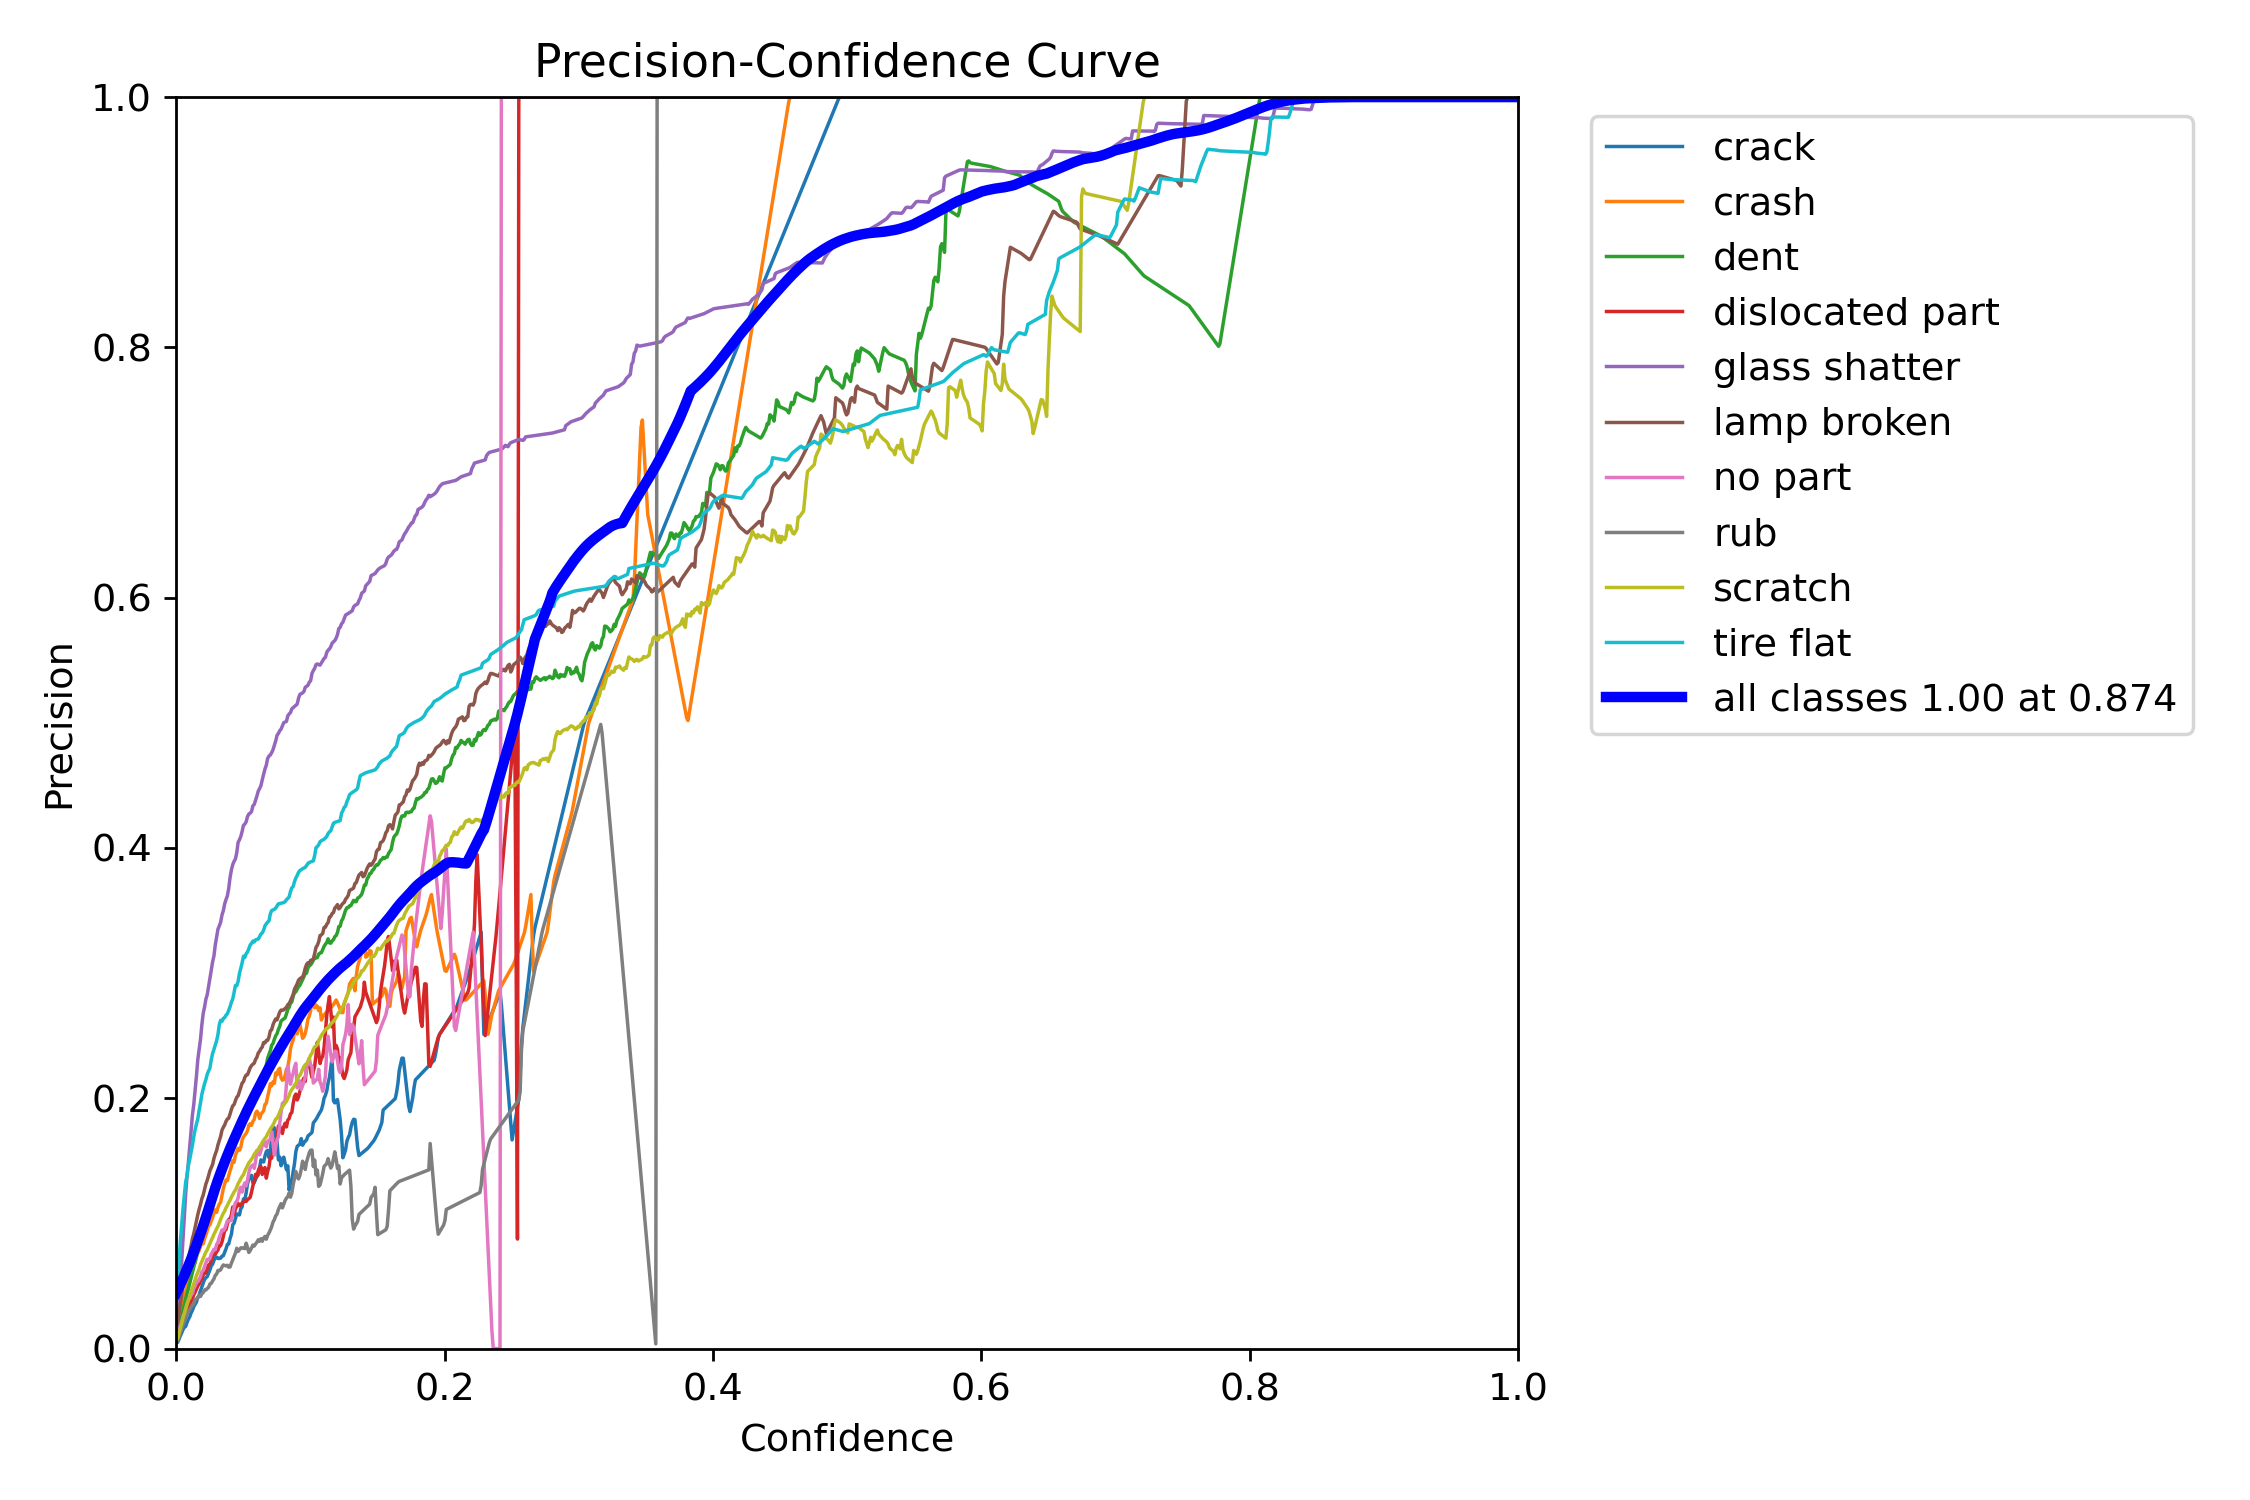 Precision-Confidence Curve
1.0
0.8
0.6
0.4
0.2
0.0
Precision
0.0 0.2 0.4 0.6 0.8 1.0
Confidence
crack
crash
dent
dislocated part
glass shatter
lamp broken
no part
rub
scratch
tire flat
all classes 1.00 at 0.874